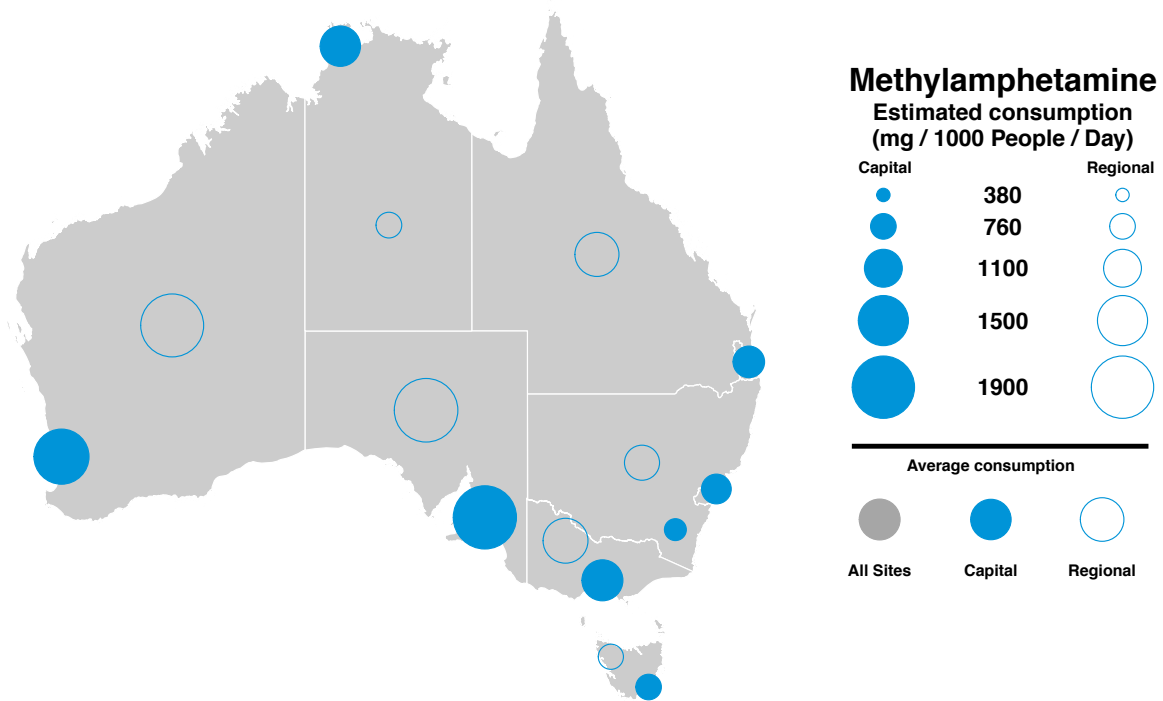 Methylamphetamine
Estimated consumption
(mg / 1000 People / Day)
Capital
Regional
380
760
1100
1500
1900
Average consumption
All Sites
Capital
Regional